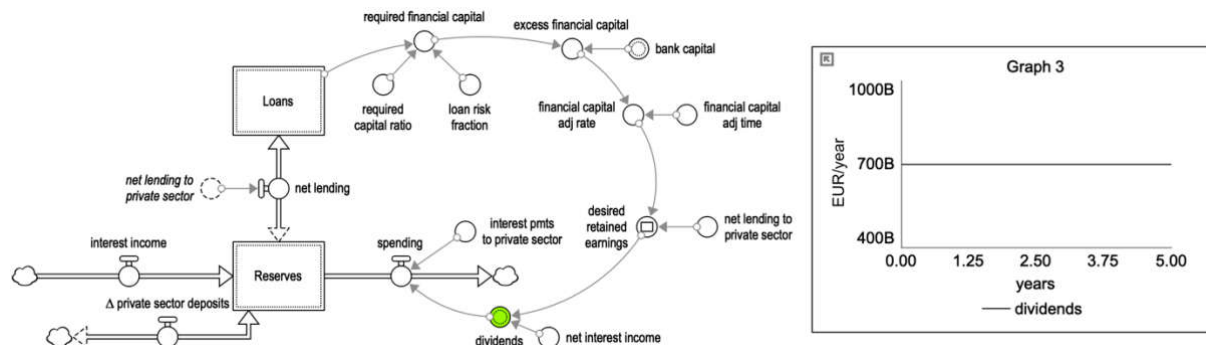 required financial capital
excess financial capital
bank capital
Loans
required
capital ratio
loan risk
fraction
financial capital
adj rate
financial capital
adj time
net lending to
private sector
net lending
interest income
Reserves
spending
interest pmts
to private sector
desired
retained
earnings
net lending to
private sector
Δ private sector deposits
dividends
net interest income
Graph 3
1000B
700B
400B
EUR/year
0.00 1.25 2.50 3.75 5.00
years
dividends